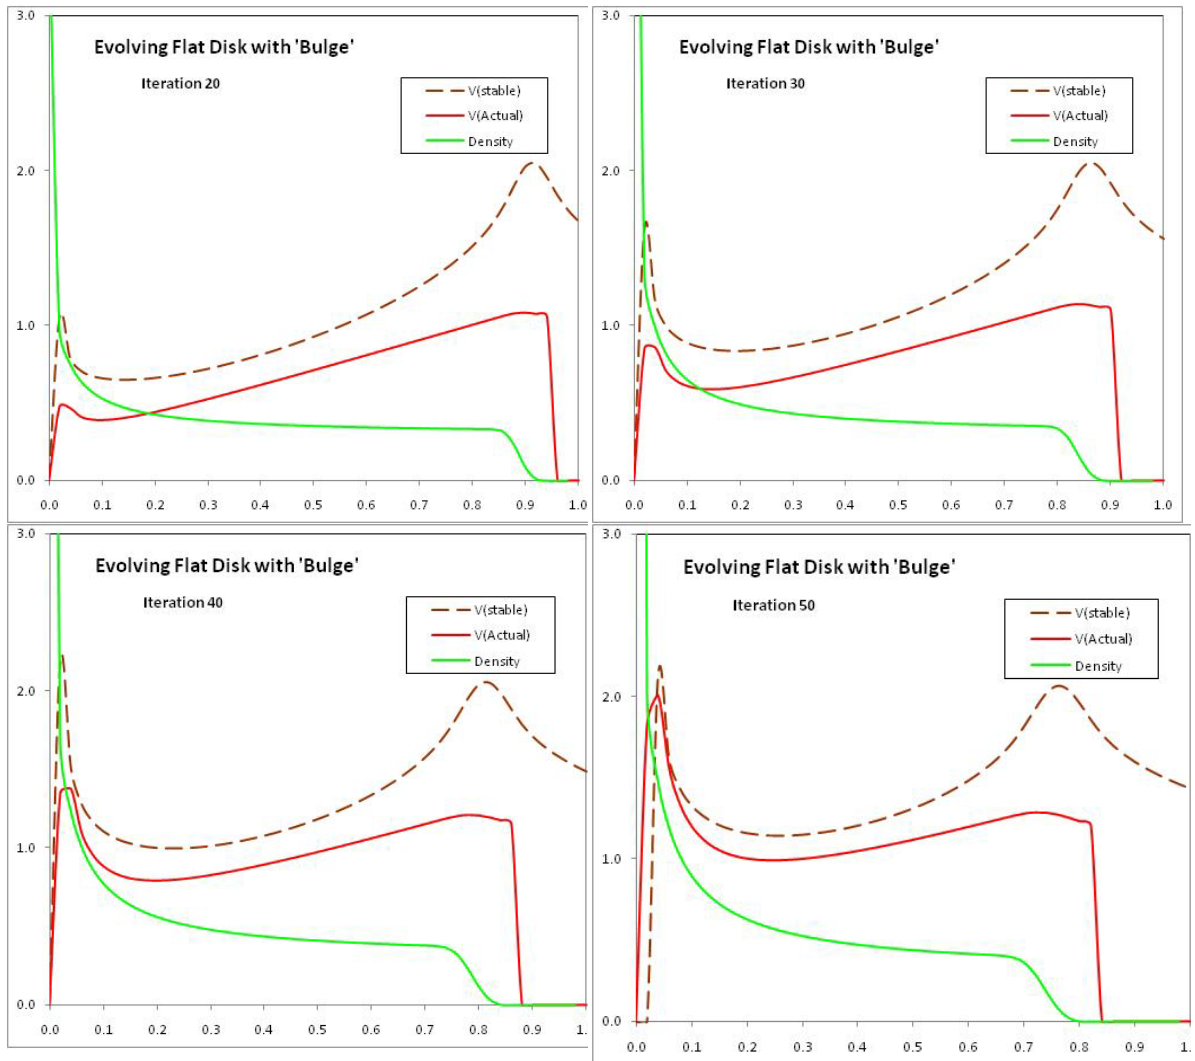 3.0
Evolving Flat Disk with 'Bulge'
Iteration 20
V(stable)
V(Actual)
Density
2.0
1.0
0.0
0.0 0.1 0.2 0.3 0.4 0.5 0.6 0.7 0.8 0.9 1.0
3.0
Evolving Flat Disk with 'Bulge'
Iteration 30
V(stable)
V(Actual)
Density
2.0
1.0
0.0
0.0 0.1 0.2 0.3 0.4 0.5 0.6 0.7 0.8 0.9 1.0
3.0
Evolving Flat Disk with 'Bulge'
Iteration 40
V(stable)
V(Actual)
Density
2.0
1.0
0.0
0.0 0.1 0.2 0.3 0.4 0.5 0.6 0.7 0.8 0.9 1.
3.0
Evolving Flat Disk with 'Bulge'
Iteration 50
V(stable)
V(Actual)
Density
2.0
1.0
0.0
0.0 0.1 0.2 0.3 0.4 0.5 0.6 0.7 0.8 0.9 1.